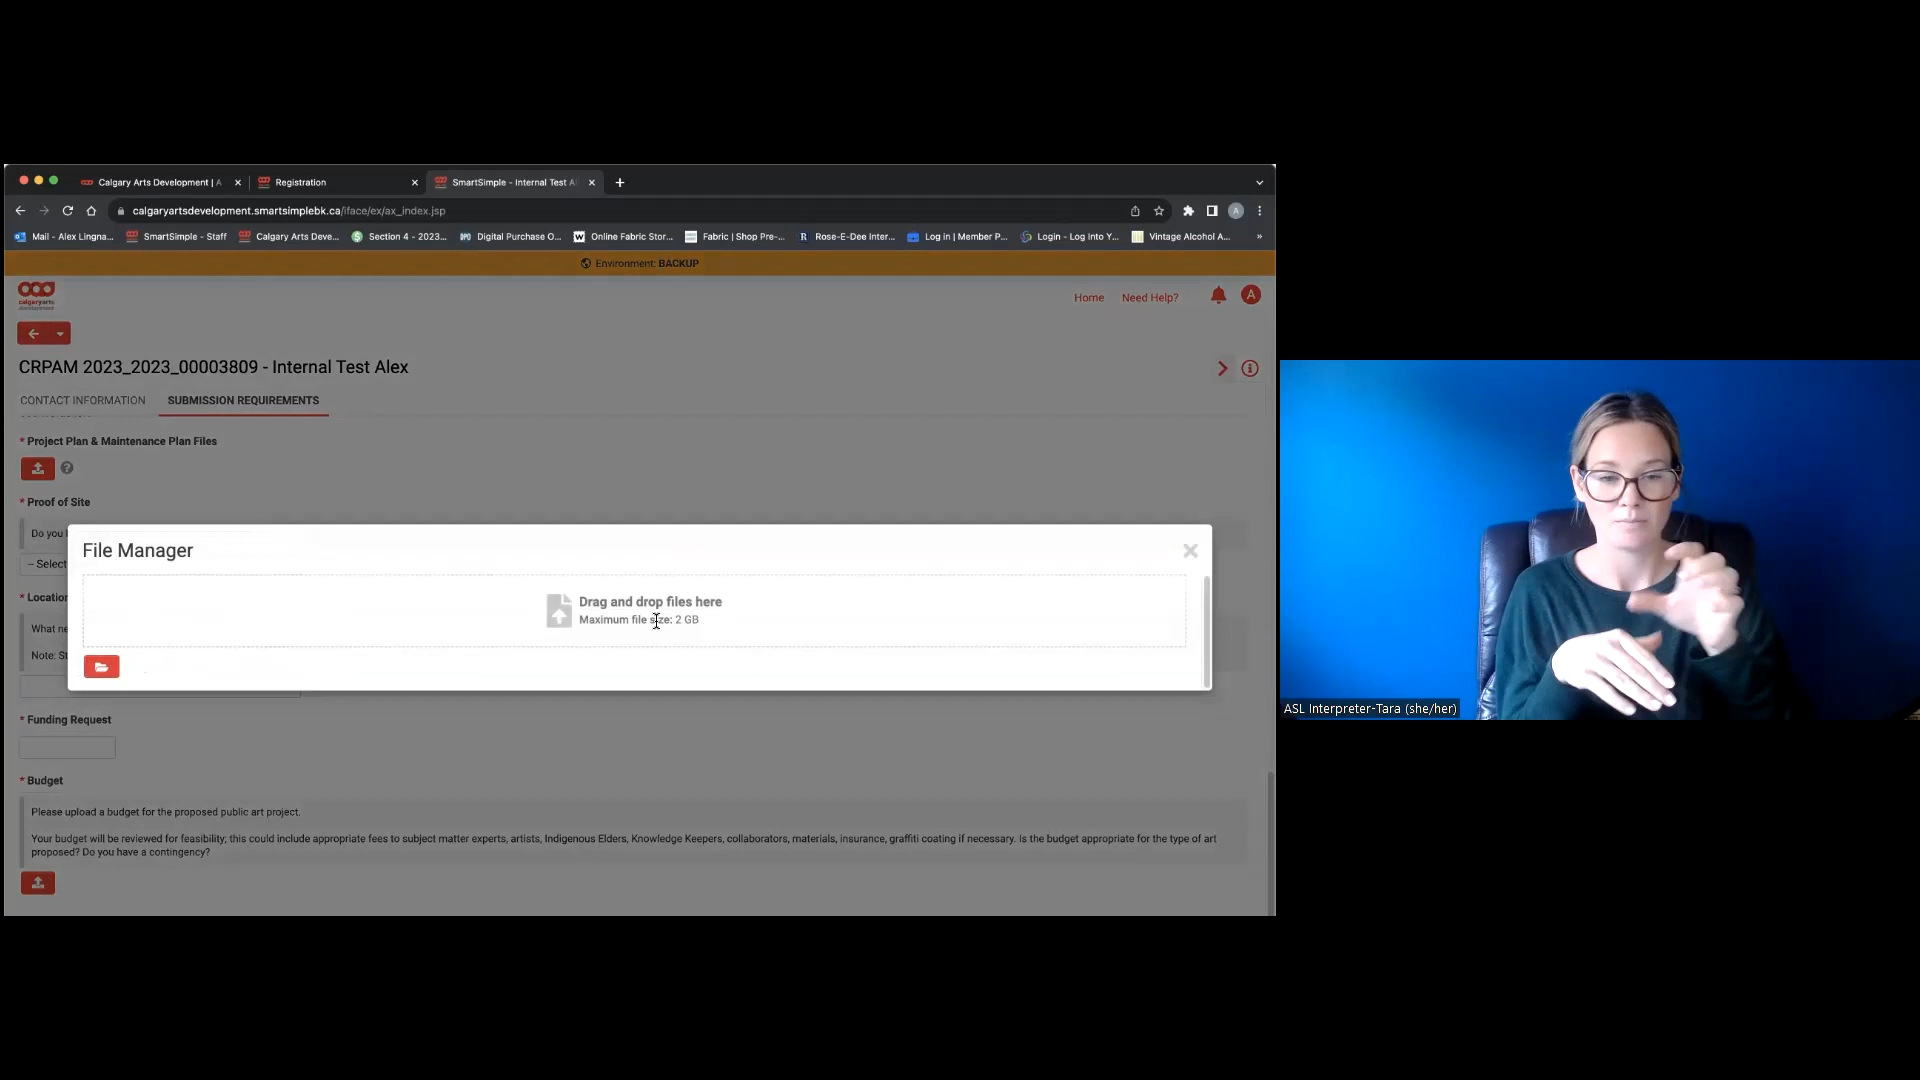 Calgary Arts Development | A
Registration
SmartSimple - Internal Test Al
calgaryartsdevelopment.smartsimplebk.ca/iface/ex/ax_index.jsp
A
Mail - Alex Lingna...
SmartSimple - Staff
Calgary Arts Deve...
Section 4 - 2023...
Digital Purchase O...
Online Fabric Stor...
Fabric | Shop Pre-...
Rose-E-Dee Inter...
Log in | Member P...
Login - Log Into Y...
Vintage Alcohol A...
»
Environment: BACKUP
calgaryarts
development
Home
Need Help?
A
CRPAM 2023_2023_00003809 - Internal Test Alex
CONTACT INFORMATION
SUBMISSION REQUIREMENTS
* Project Plan & Maintenance Plan Files
* Proof of Site
Do you
-- Select
File Manager
Drag and drop files here
Maximum file size: 2 GB
* Location
What ne
Note: St
* Funding Request
* Budget
Please upload a budget for the proposed public art project.
Your budget will be reviewed for feasibility; this could include appropriate fees to subject matter experts, artists, Indigenous Elders, Knowledge Keepers, collaborators, materials, insurance, graffiti coating if necessary. Is the budget appropriate for the type of art
proposed? Do you have a contingency?
ASL Interpreter-Tara (she/her)